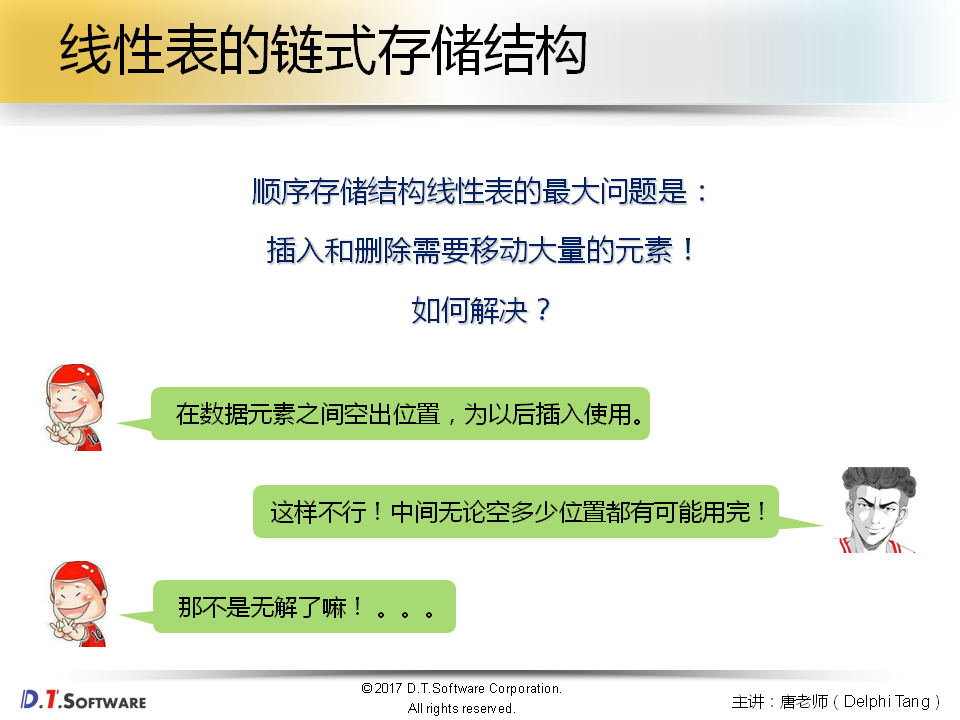 线性表的链式存储结构
顺序存储结构线性表的最大问题是：
插入和删除需要移动大量的元素！
如何解决？
在数据元素之间空出位置，为以后插入使用。
这样不行！中间无论空多少位置都有可能用完！
那不是无解了嘛！。。。
D.T.SOFTWARE
©2017 D.T.Software Corporation.
All rights reserved.
主讲：唐老师（Delphi Tang）